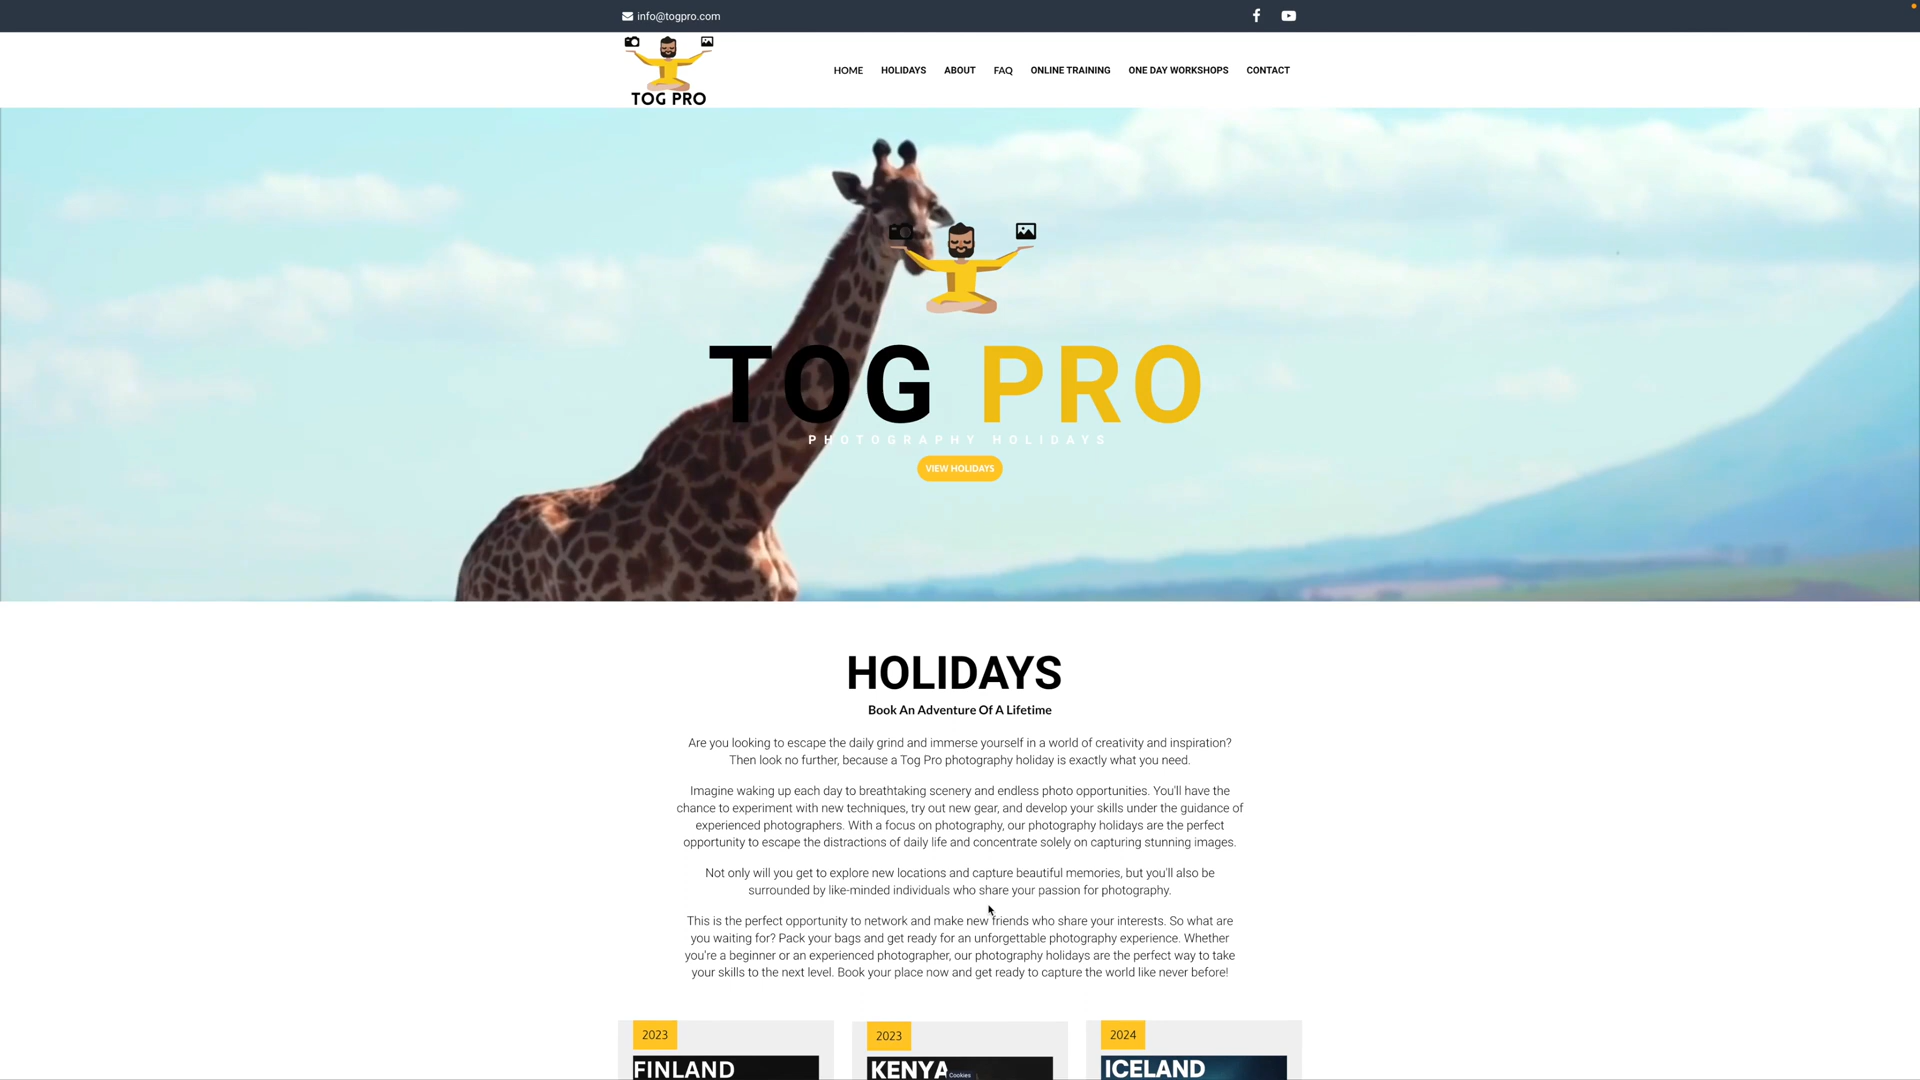 info@togpro.com
TOG PRO
HOME HOLIDAYS ABOUT FAQ ONLINE TRAINING ONE DAY WORKSHOPS CONTACT
TOG PRO
PHOTOGRAPHY HOLIDAYS
VIEW HOLIDAYS
HOLIDAYS
Book An Adventure Of A Lifetime
Are you looking to escape the daily grind and immerse yourself in a world of creativity and inspiration?
Then look no further, because a Tog Pro photography holiday is exactly what you need.
Imagine waking up each day to breathtaking scenery and endless photo opportunities. You'll have the
chance to experiment with new techniques, try out new gear, and develop your skills under the guidance of
experienced photographers. With a focus on photography, our photography holidays are the perfect
opportunity to escape the distractions of daily life and concentrate solely on capturing stunning images.
Not only will you get to explore new locations and capture beautiful memories, but you'll also be
surrounded by like-minded individuals who share your passion for photography.
This is the perfect opportunity to network and make new friends who share your interests. So what are
you waiting for? Pack your bags and get ready for an unforgettable photography experience. Whether
you're a beginner or an experienced photographer, our photography holidays are the perfect way to take
your skills to the next level. Book your place now and get ready to capture the world like never before!
2023
FINLAND
2023
KENYA
Cookies
2024
ICELAND